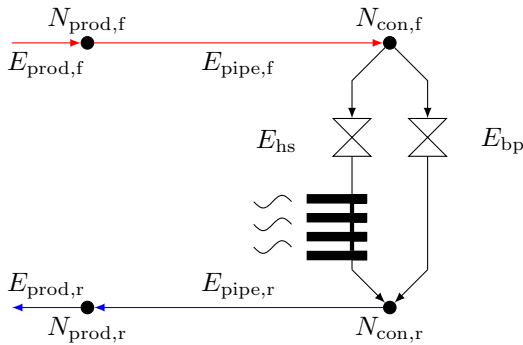 N_prod,f N_con,f
E_prod,f E_pipe,f
E_hs E_bp
E_prod,r E_pipe,r
N_prod,r N_con,r